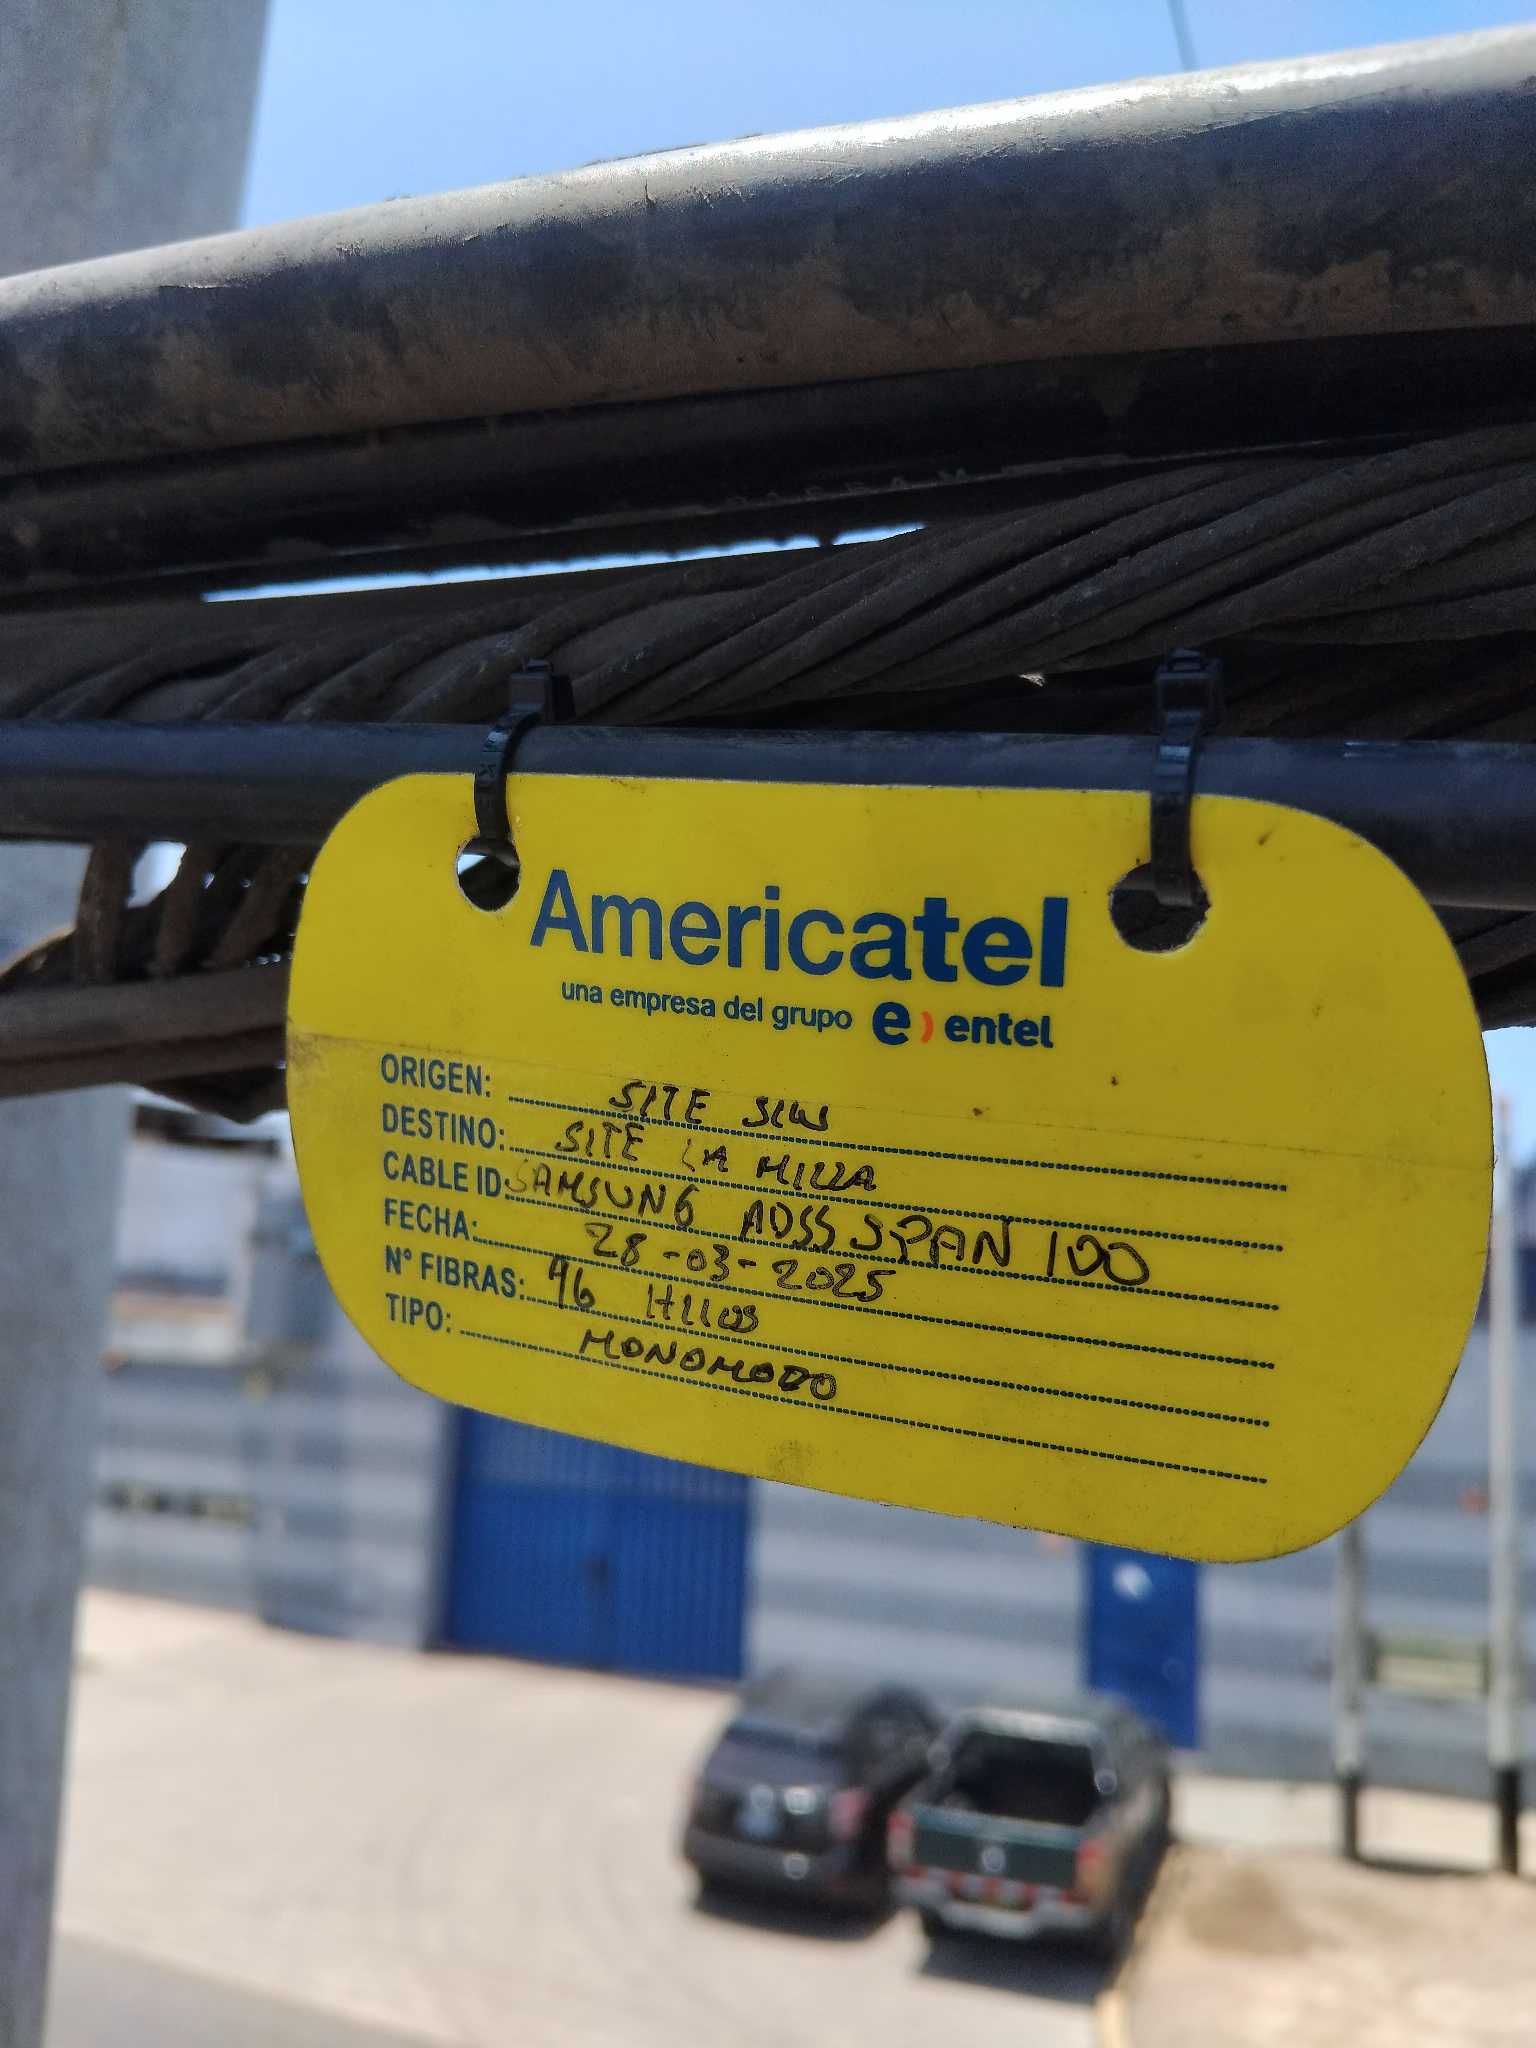 Americatel
una empresa del grupo e) entel
ORIGEN: SITE
DESTINO: SITE LA MILLA
CABLE ID SAMSUNG ADSS SPAN 100
FECHA: 28-03-2025
N° FIBRAS: 96 HILOS
TIPO: MONOMODO